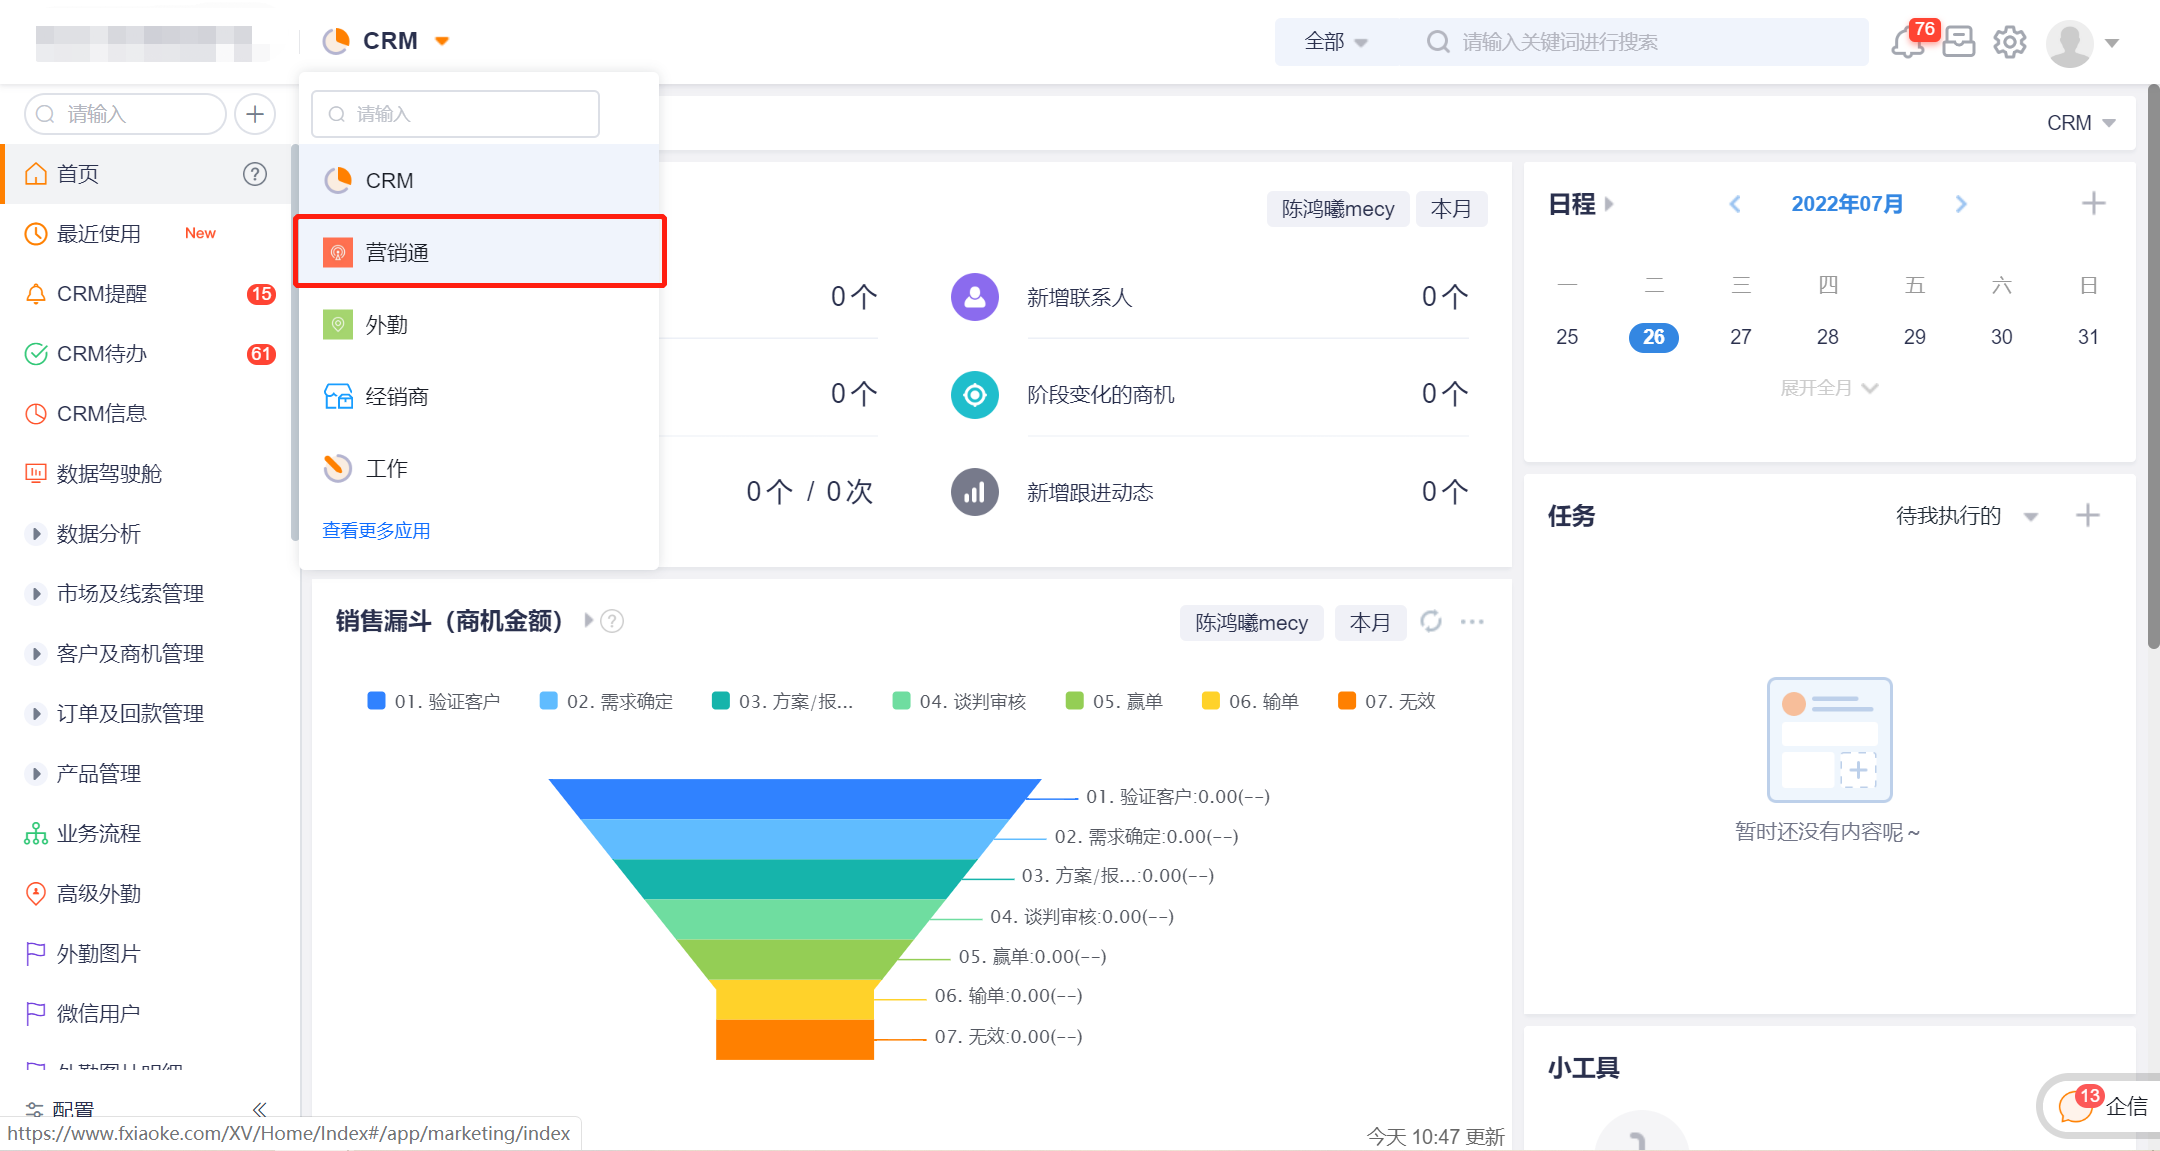 CRM
全部
请输入关键词进行搜索
76
请输入
首页
最近使用 New
CRM提醒 15
CRM待办 61
CRM信息
数据驾驶舱
数据分析
市场及线索管理
客户及商机管理
订单及回款管理
产品管理
业务流程
高级外勤
外勤图片
微信用户
外勤图片明细
配置
https://www.fxiaoke.com/XV/Home/Index#/app/marketing/index
请输入
CRM
营销通
外勤
经销商
工作
查看更多应用
CRM
陈鸿曦mecy 本月
0个 新增联系人 0个
0个 阶段变化的商机 0个
0个 / 0次 新增跟进动态 0个
销售漏斗（商机金额）
陈鸿曦mecy 本月
01. 验证客户 02. 需求确定 03. 方案/报... 04. 谈判审核 05. 赢单 06. 输单 07. 无效
01. 验证客户:0.00(--)
02. 需求确定:0.00(--)
03. 方案/报...:0.00(--)
04. 谈判审核:0.00(--)
05. 赢单:0.00(--)
06. 输单:0.00(--)
07. 无效:0.00(--)
今天 10:47 更新
日程 2022年07月
一 二 三 四 五 六 日
25 26 27 28 29 30 31
展开全月
任务 待我执行的
暂时还没有内容呢~
小工具
13 企信